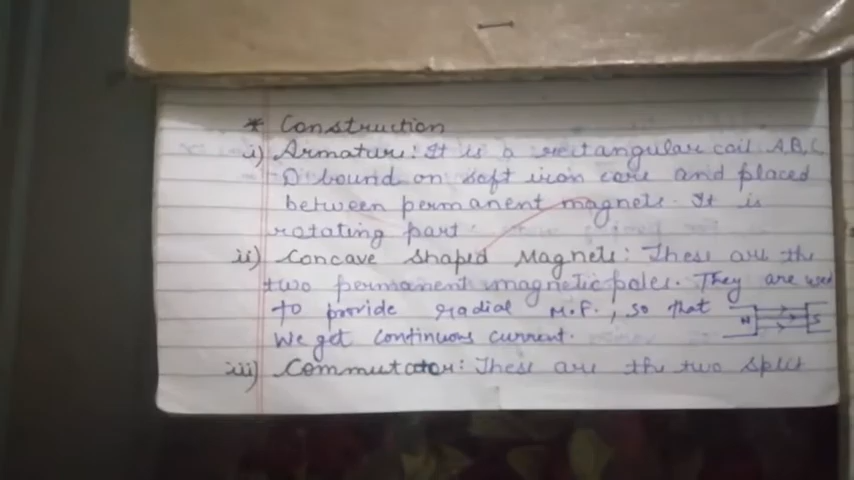 * Construction
i) Armature: It is a rectangular coil A,B,C
D bound on soft iron core and placed
between permanent magnets. It is
rotating part.
ii) Concave shaped Magnets: These are the
two permanent magnetic poles. They are used
to provide radial M.F., so that N S
We get continuous current.
iii) Commutator: These are the two split